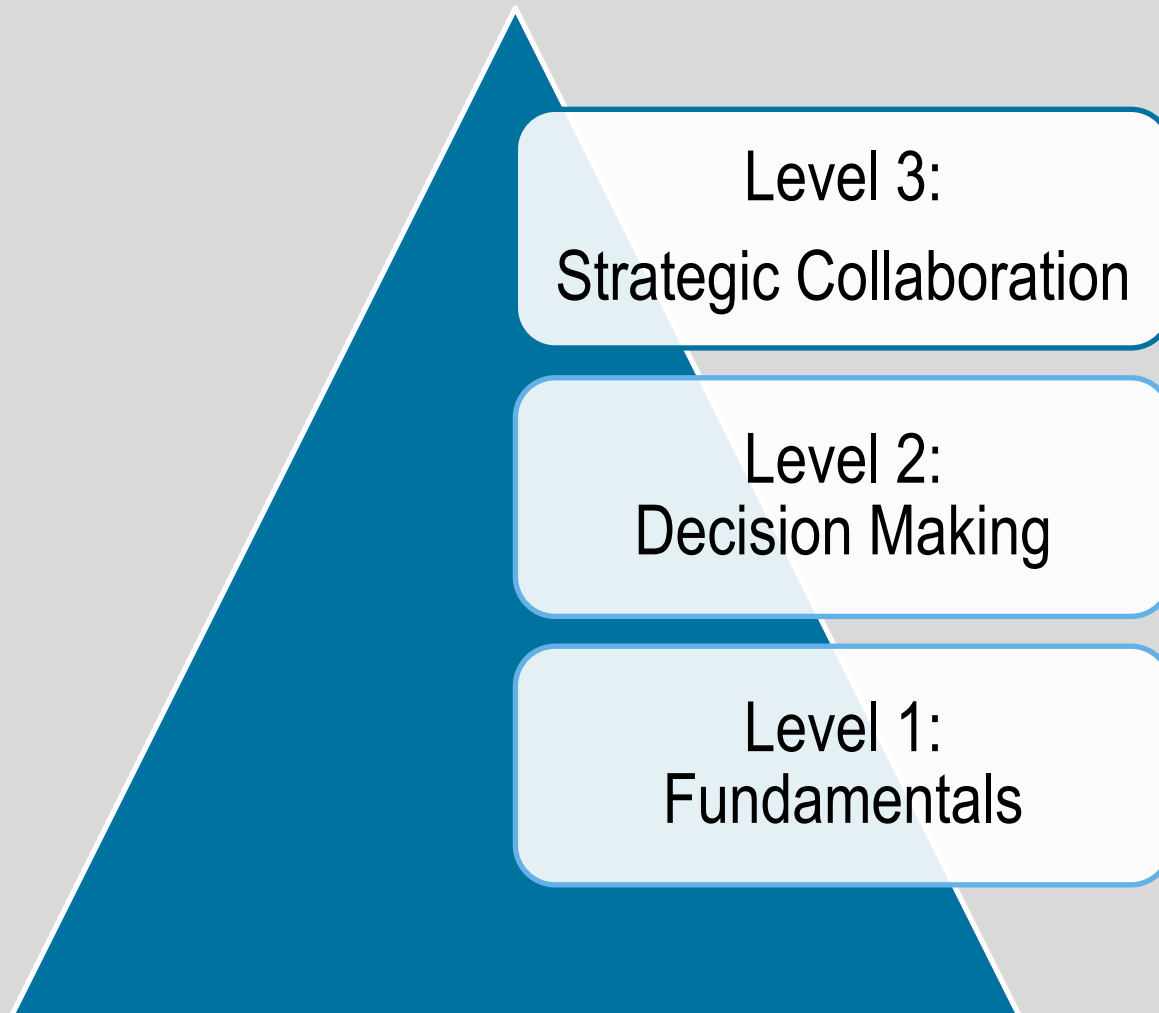 Level 3:
Strategic Collaboration
Level 2:
Decision Making
Level 1:
Fundamentals